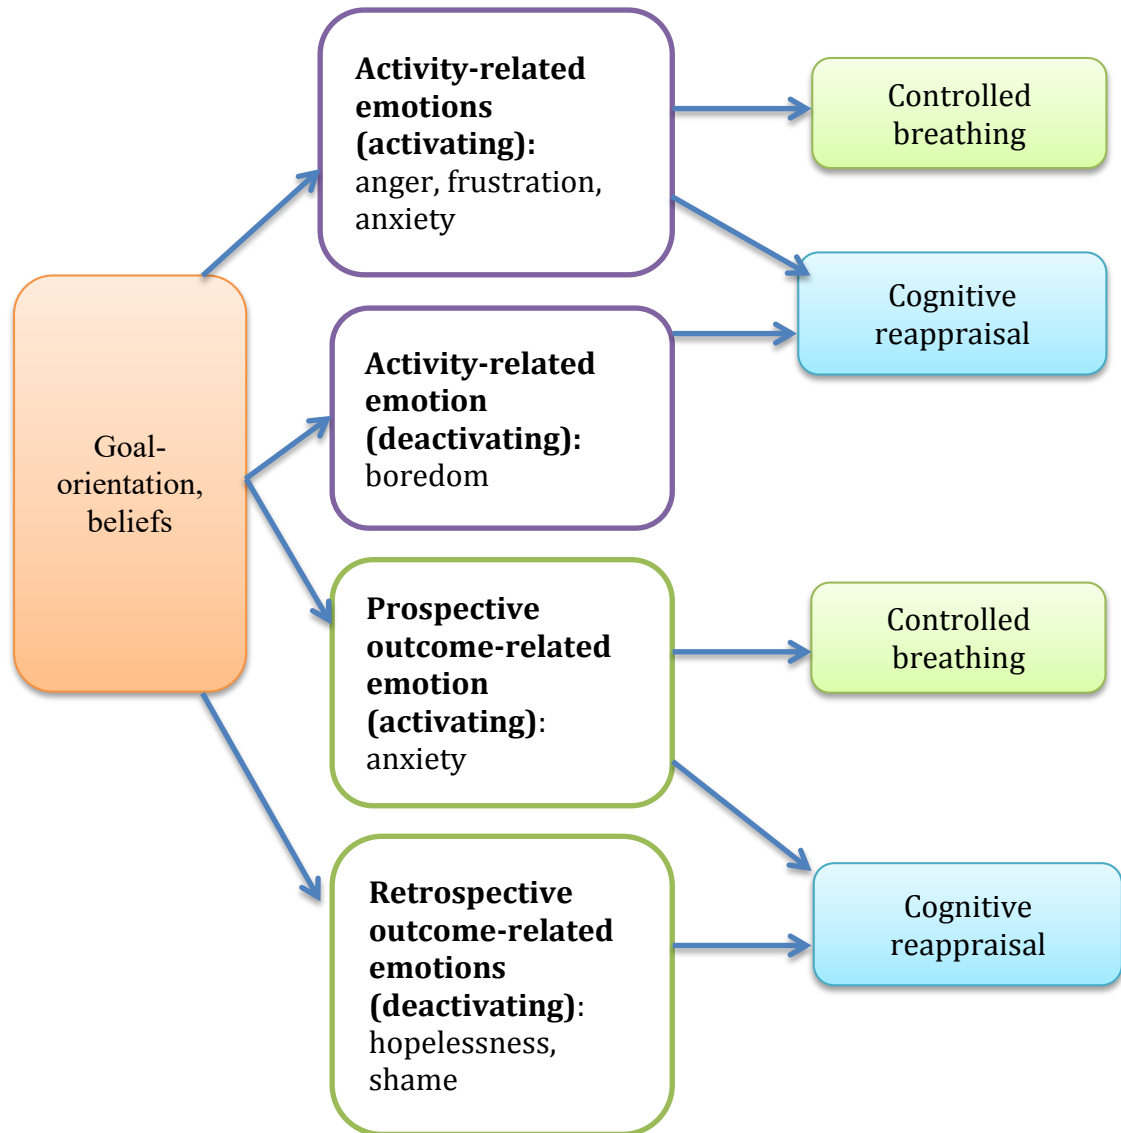 Activity-related
emotions
(activating):
anger, frustration,
anxiety
Controlled
breathing
Cognitive
reappraisal
Activity-related
emotion
(deactivating):
boredom
Goal-
orientation,
beliefs
Prospective
outcome-related
emotion
(activating):
anxiety
Controlled
breathing
Retrospective
outcome-related
emotions
(deactivating):
hopelessness,
shame
Cognitive
reappraisal